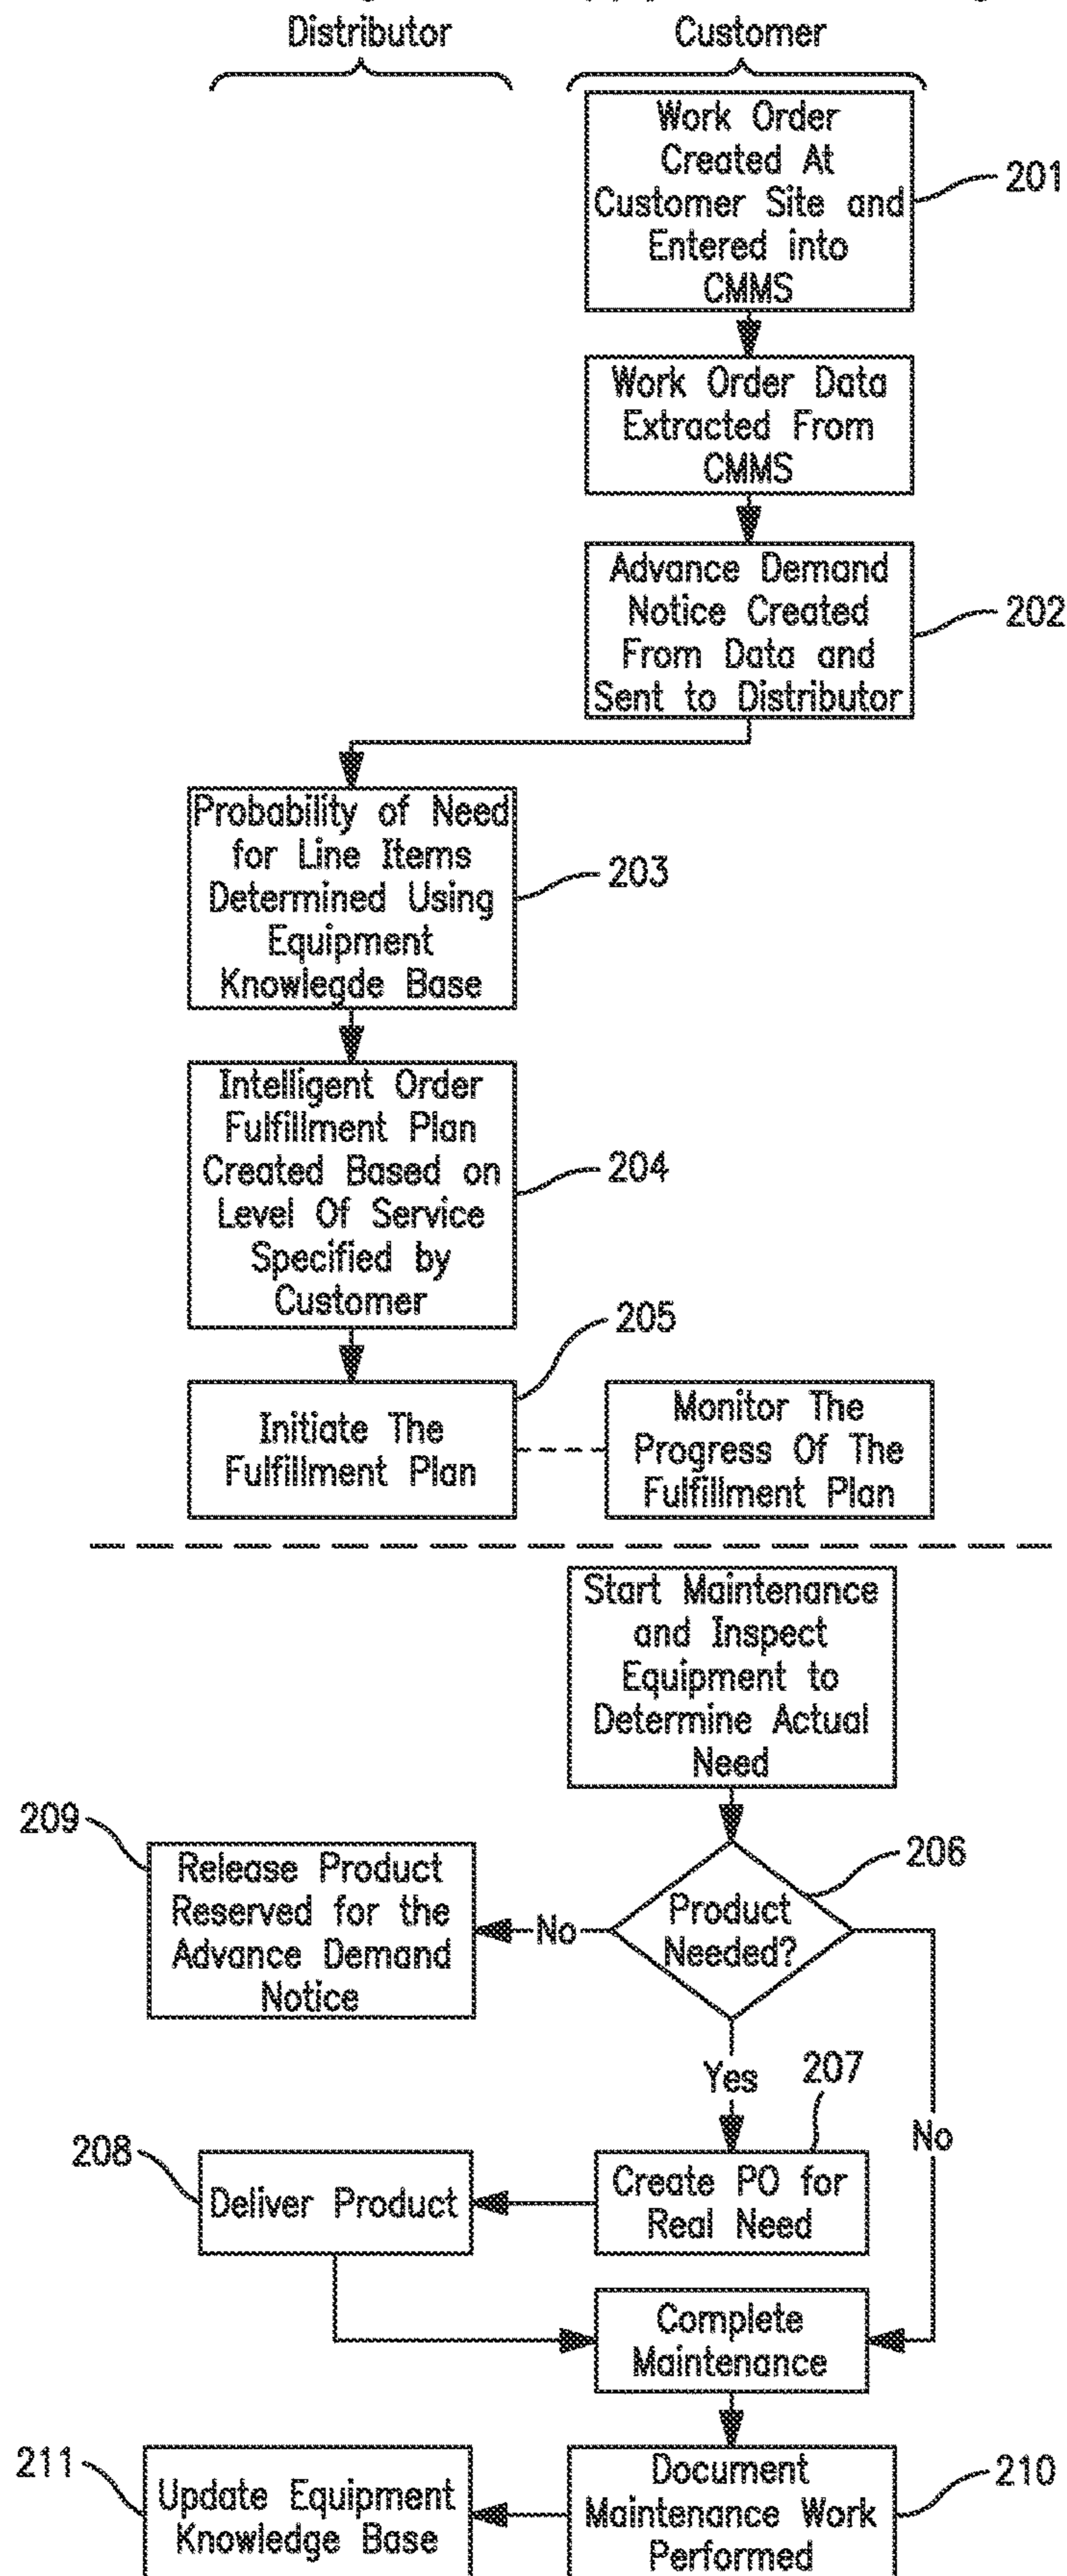 Distributor
Customer
Work Order
Created At
Customer Site and
Entered into
CMMS
201
Work Order Data
Extracted From
CMMS
Advance Demand
Notice Created
From Data and
Sent to Distributor
202
Probability of Need
for Line Items
Determined Using
Equipment
Knowlegde Base
203
Intelligent Order
Fulfillment Plan
Created Based on
Level Of Service
Specified by
Customer
204
205
Initiate The
Fulfillment Plan
Monitor The
Progress Of The
Fulfillment Plan
Start Maintenance
and Inspect
Equipment to
Determine Actual
Need
209
Release Product
Reserved for the
Advance Demand
Notice
No
Product
Needed?
206
Yes
207
No
208
Deliver Product
Create PO for
Real Need
Complete
Maintenance
211
Update Equipment
Knowledge Base
Document
Maintenance Work
Performed
210